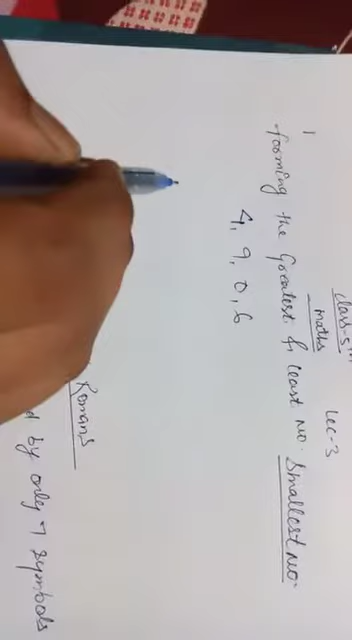 class-5th
maths Lec-3
forming the Greatest & least no. Smallest no.
4, 9, 0, 6
Romans
by only 7 symbols